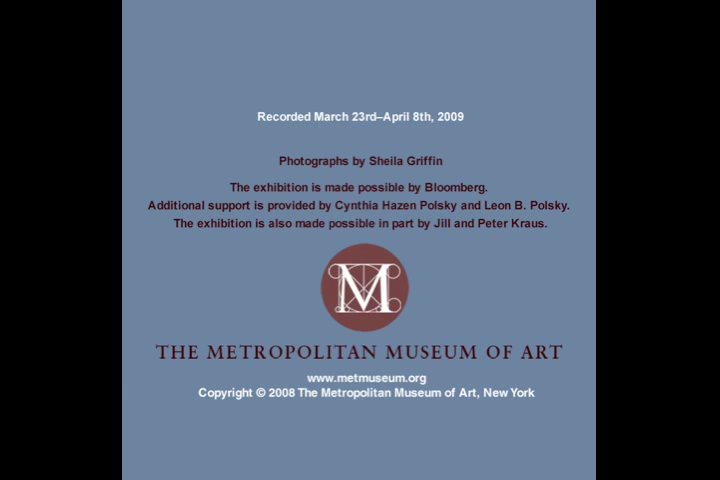 Recorded March 23rd–April 8th, 2009
Photographs by Sheila Griffin
The exhibition is made possible by Bloomberg.
Additional support is provided by Cynthia Hazen Polsky and Leon B. Polsky.
The exhibition is also made possible in part by Jill and Peter Kraus.
M
THE METROPOLITAN MUSEUM OF ART
www.metmuseum.org
Copyright © 2008 The Metropolitan Museum of Art, New York